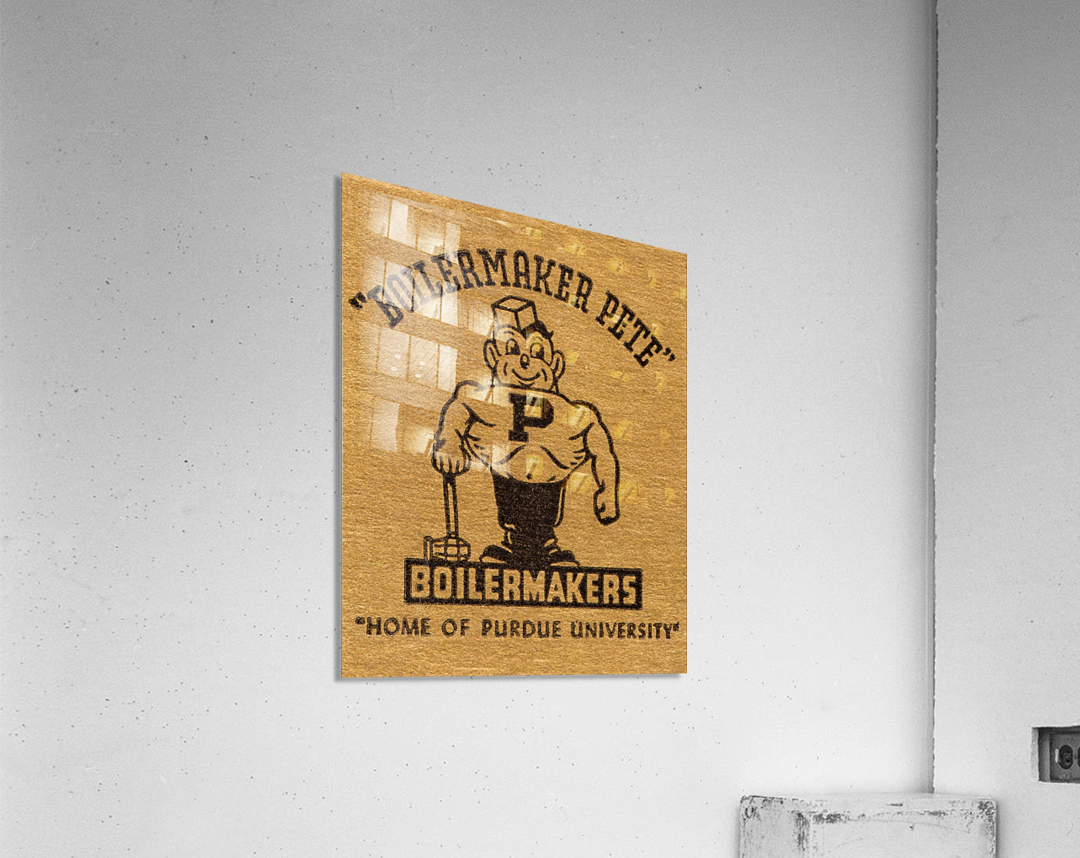 "BOILERMAKER PETE"
P
BOILERMAKERS
"HOME OF PURDUE UNIVERSITY"